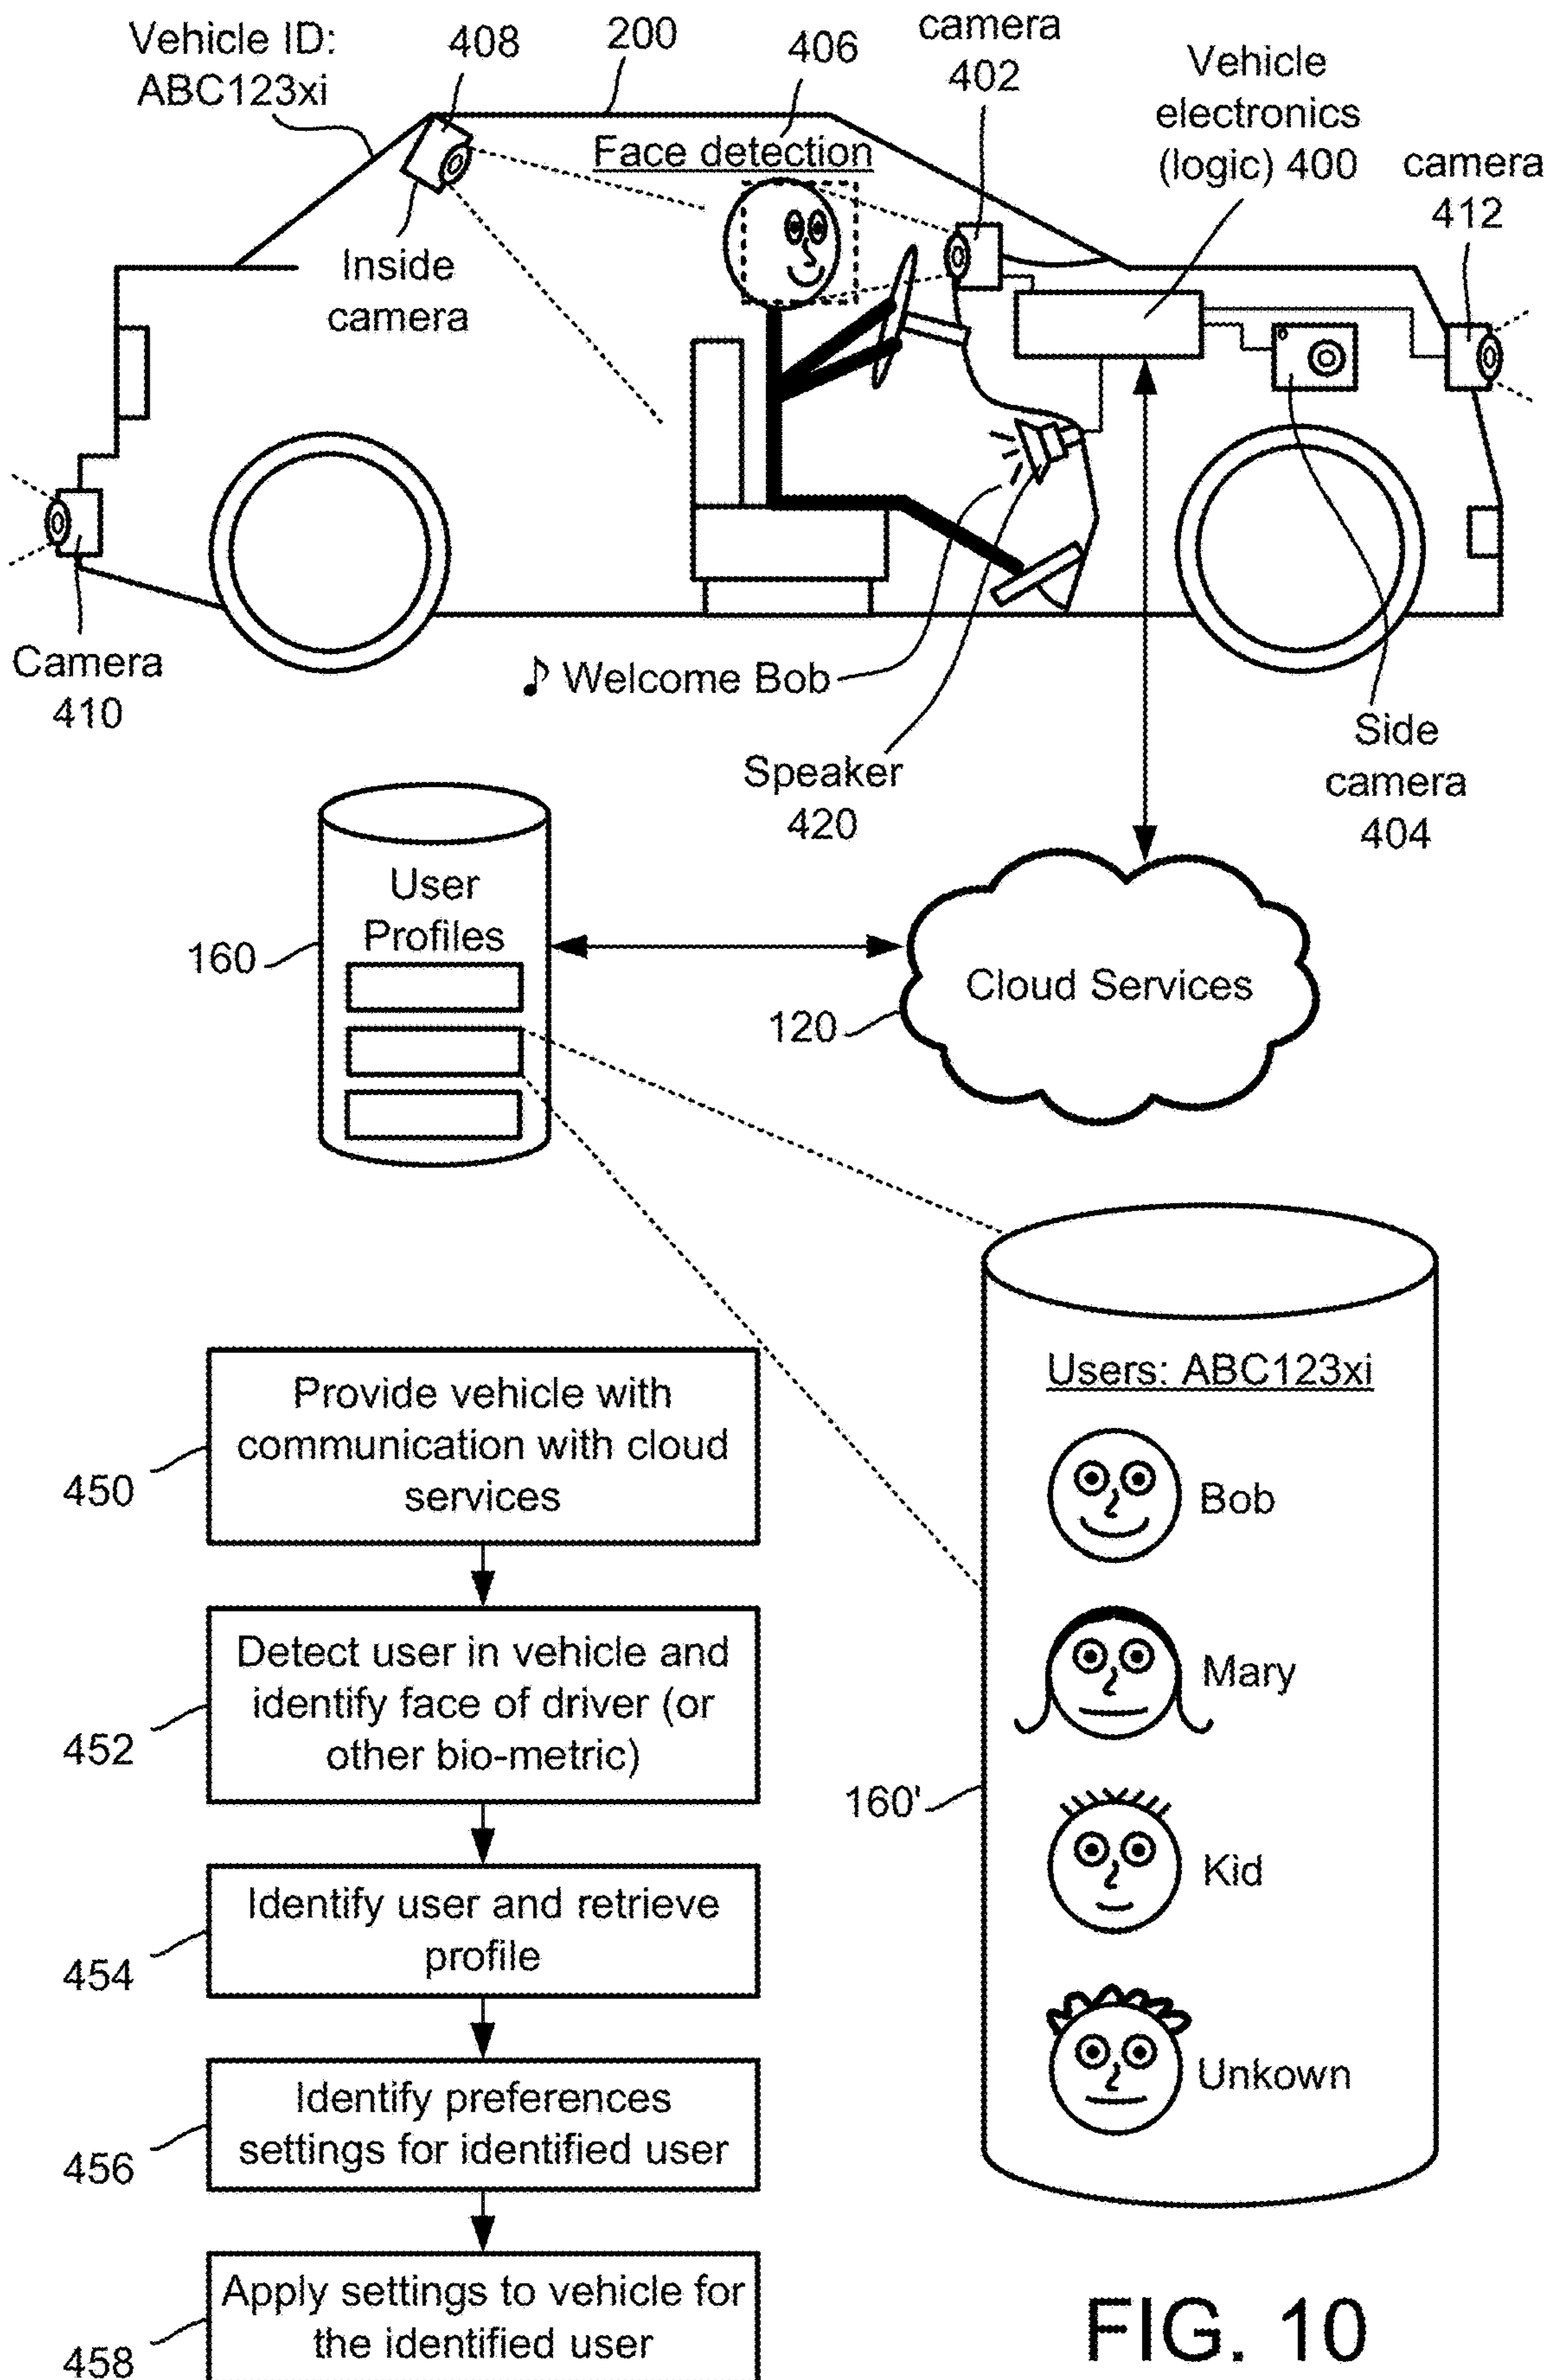 Vehicle ID:
ABC123xi
408
200
406
camera
402
Vehicle
electronics
(logic) 400
camera
412
Face detection
Inside
camera
Camera
410
♪ Welcome Bob
Speaker
420
Side
camera
404
User
Profiles
160
Cloud Services
120
Users: ABC123xi
Bob
Mary
Kid
Unkown
160'
Provide vehicle with
communication with cloud
services
450
Detect user in vehicle and
identify face of driver (or
other bio-metric)
452
Identify user and retrieve
profile
454
Identify preferences
settings for identified user
456
Apply settings to vehicle for
the identified user
458
FIG. 10